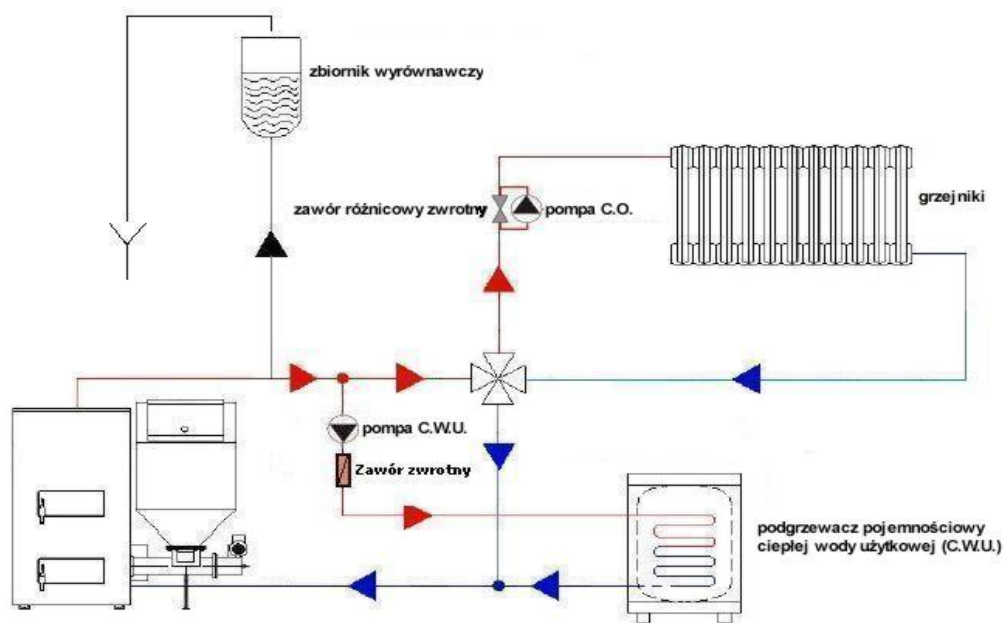 zbiornik wyrównawczy
zawór różnicowy zwrotny
pompa C.O.
grzejniki
pompa C.W.U.
Zawór zwrotny
podgrzewacz pojemnościowy
ciepłej wody użytkowej (C.W.U.)